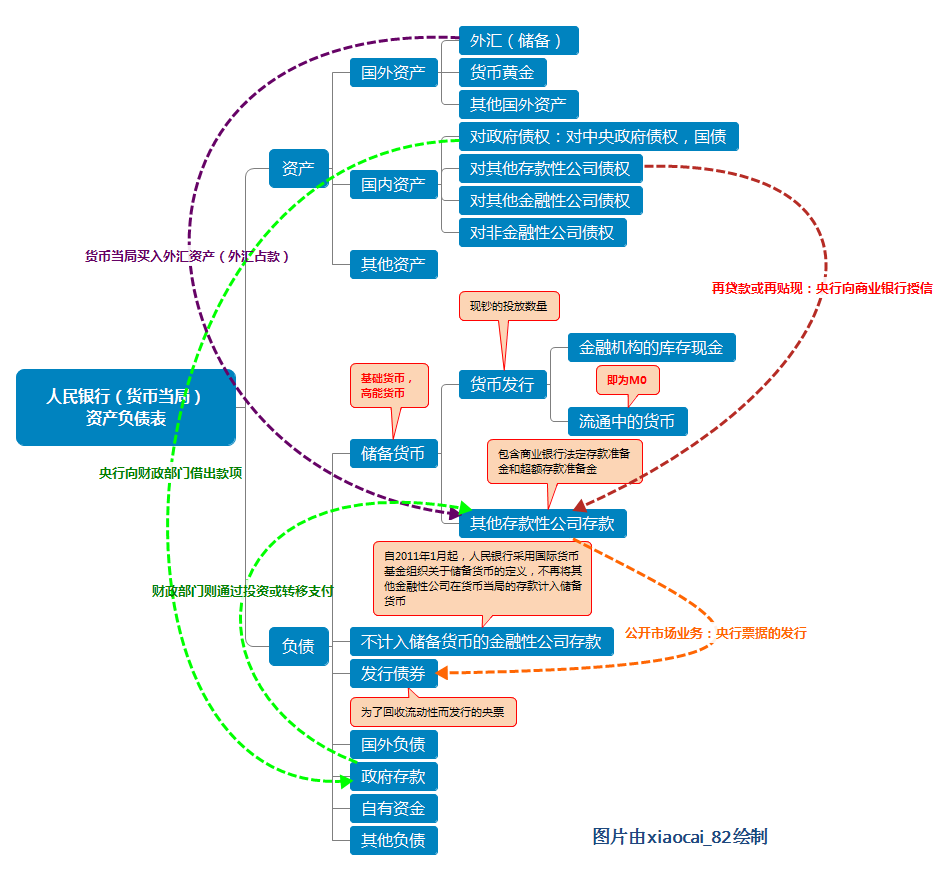 外汇（储备）
国外资产
货币黄金
其他国外资产
对政府债权：对中央政府债权，国债
资产
对其他存款性公司债权
国内资产
对其他金融性公司债权
对非金融性公司债权
货币当局买入外汇资产（外汇占款）
其他资产
再贷款或再贴现：央行向商业银行授信
现钞的投放数量
金融机构的库存现金
基础货币，
高能货币
货币发行
即为M0
人民银行（货币当局）
资产负债表
流通中的货币
储备货币
包含商业银行法定存款准备
金和超额存款准备金
央行向财政部门借出款项
其他存款性公司存款
自2011年1月起，人民银行采用国际货币
基金组织关于储备货币的定义，不再将其
他金融性公司在货币当局的存款计入储备
货币
财政部门则通过投资或转移支付
公开市场业务：央行票据的发行
负债
不计入储备货币的金融性公司存款
发行债券
为了回收流动性而发行的央票
国外负债
政府存款
自有资金
其他负债
图片由xiaocai_82绘制